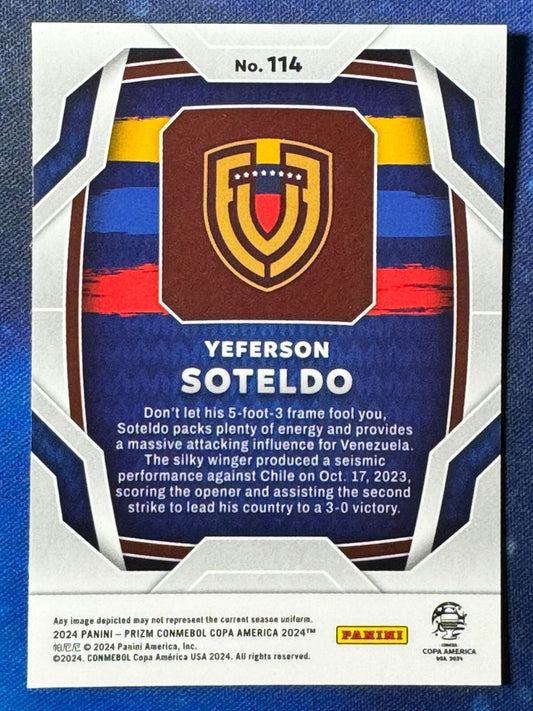 No. 114
FVF
YEFERSON
SOTELDO
Don't let his 5-foot-3 frame fool you,
Soteldo packs plenty of energy and provides
a massive attacking influence for Venezuela.
The silky winger produced a seismic
performance against Chile on Oct. 17, 2023,
scoring the opener and assisting the second
strike to lead his country to a 3-0 victory.
Any image depicted may not represent the current season uniform.
2024 PANINI – PRIZM CONMEBOL COPA AMERICA 2024™
帕尼尼 © 2024 Panini America, Inc.
©2024. CONMEBOL Copa América USA 2024. All rights reserved.
PANINI
CONMEBOL
COPA AMERICA
USA 2024